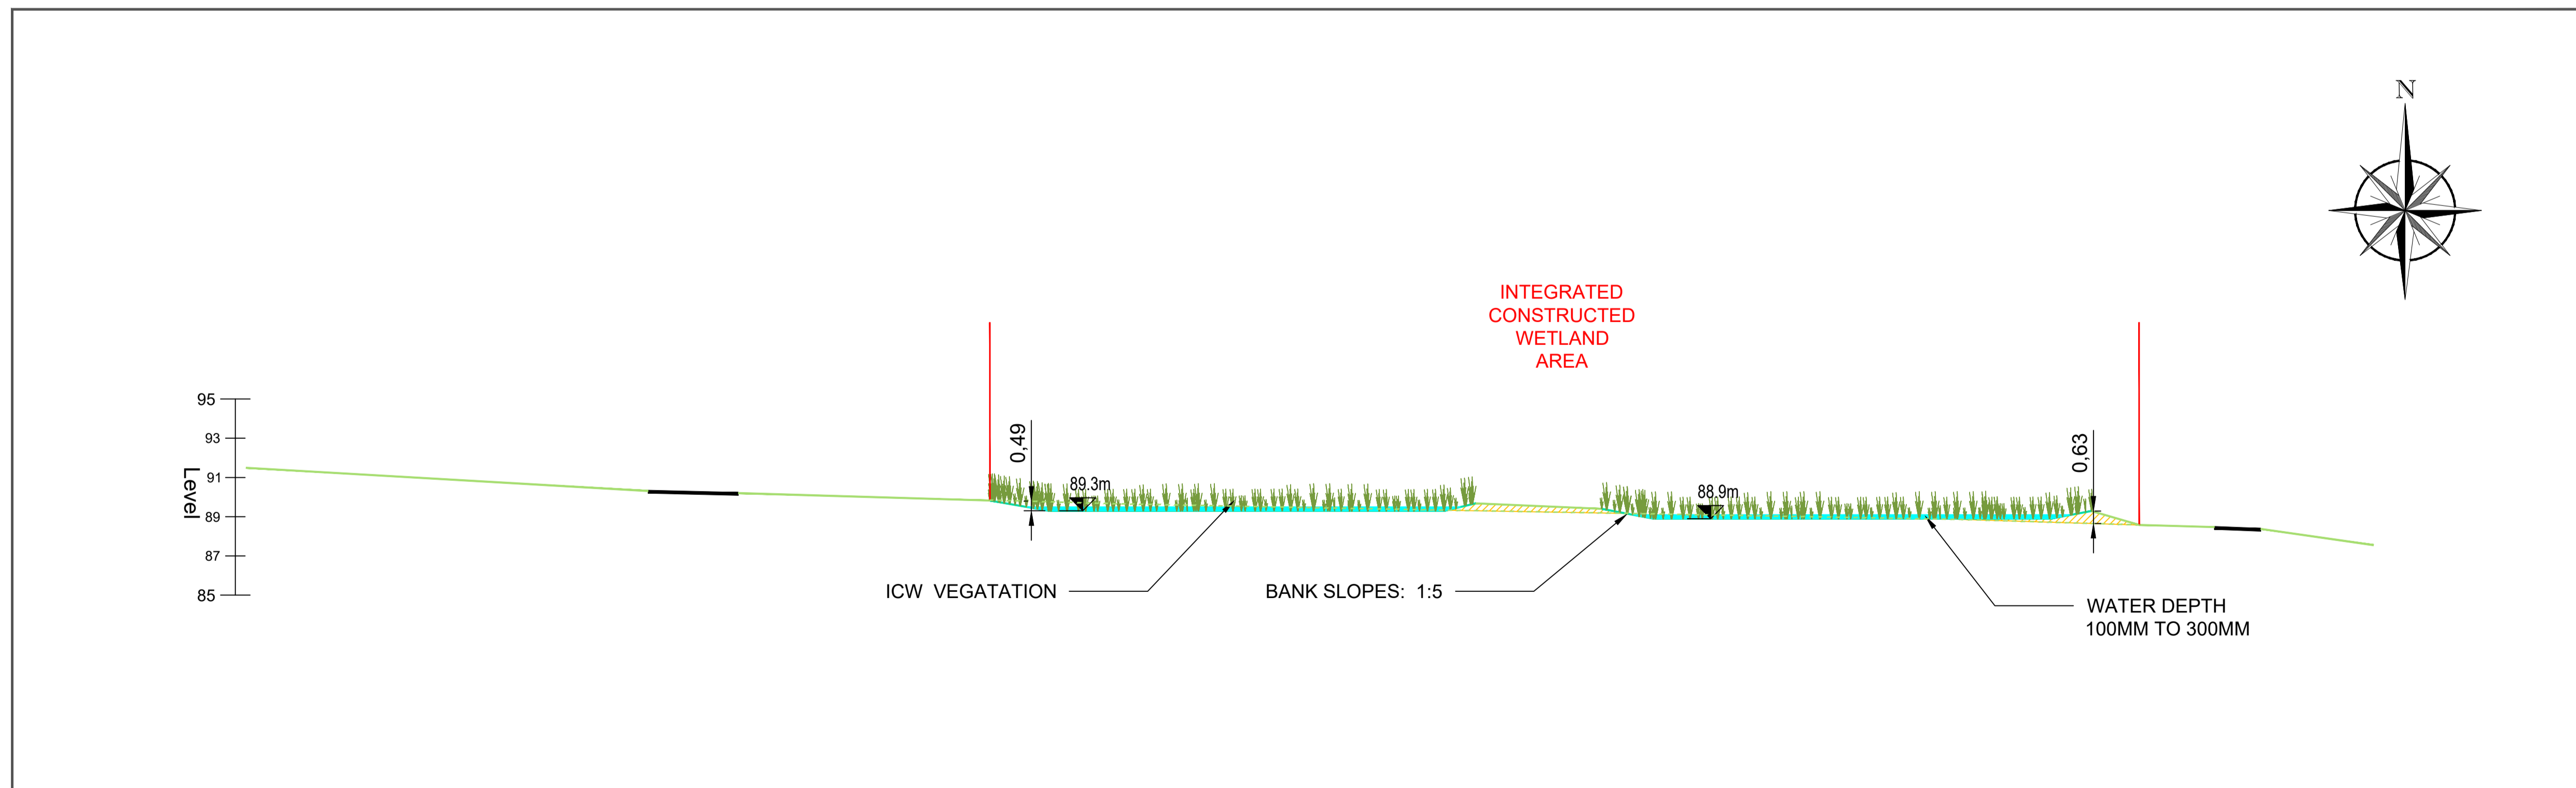 N
INTEGRATED
CONSTRUCTED
WETLAND
AREA
95
93
91
89
87
85
Level
0,49
89.3m
88.9m
0,63
ICW VEGATATION
BANK SLOPES: 1:5
WATER DEPTH
100MM TO 300MM